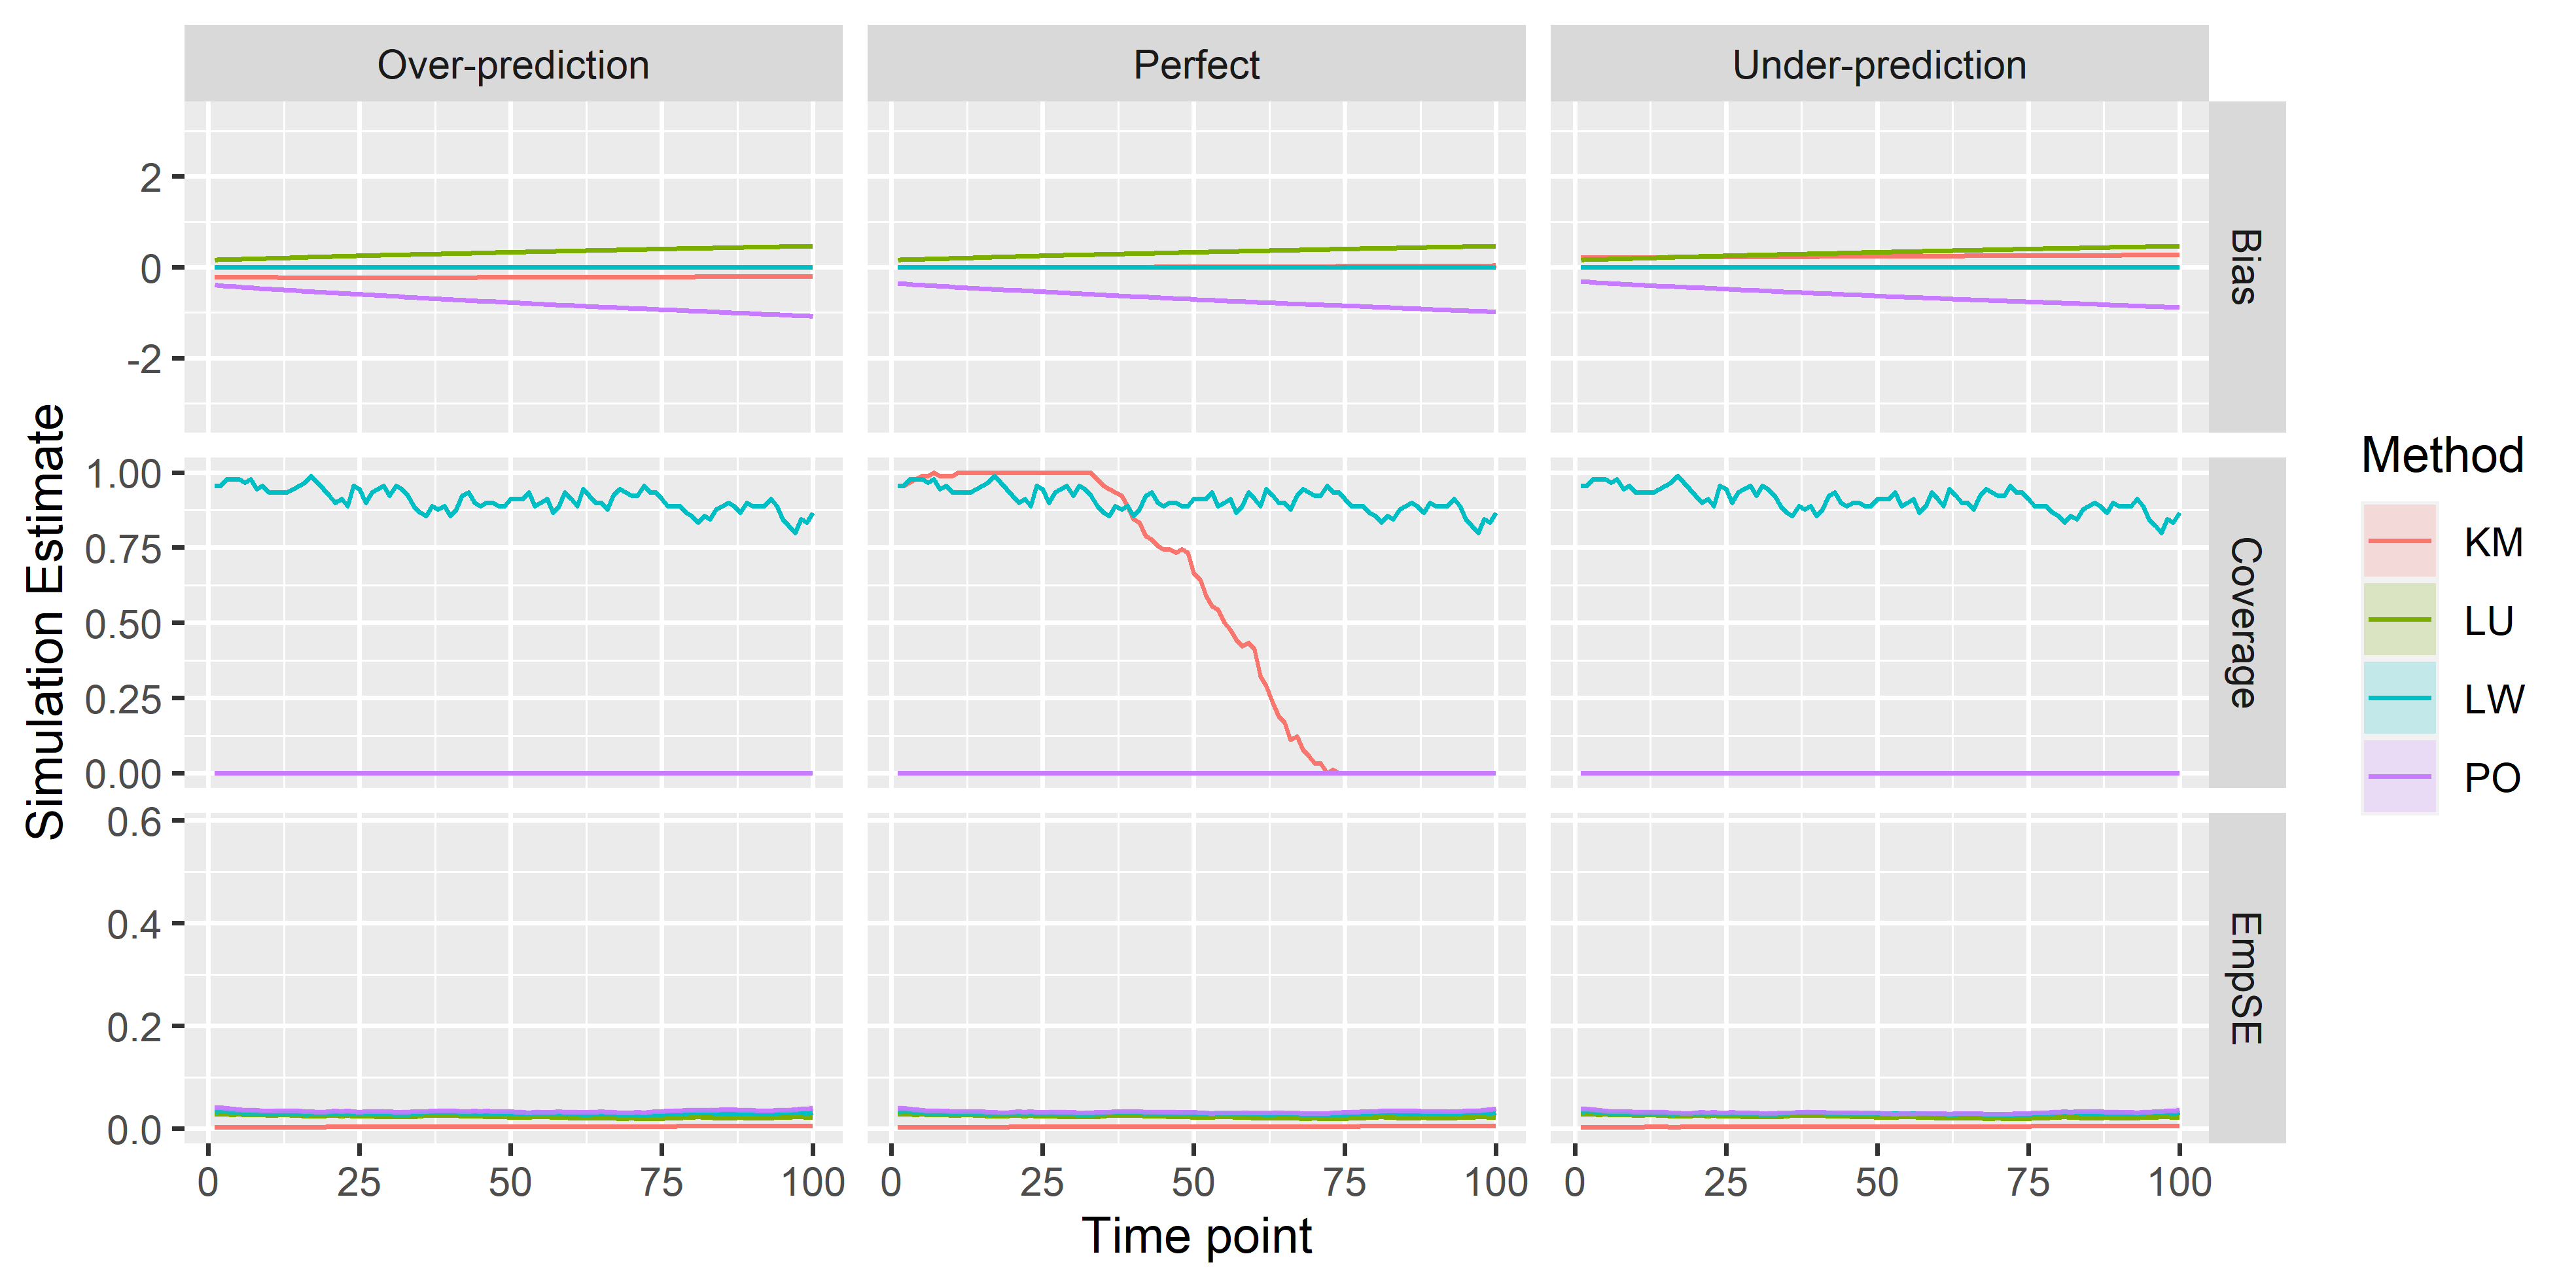 Over-prediction
Perfect
Under-prediction
2
0
-2
Bias
1.00
0.75
0.50
0.25
0.00
Coverage
0.6
0.4
0.2
0.0
EmpSE
0 25 50 75 100
0 25 50 75 100
0 25 50 75 100
Time point
Simulation Estimate
Method
KM
LU
LW
PO